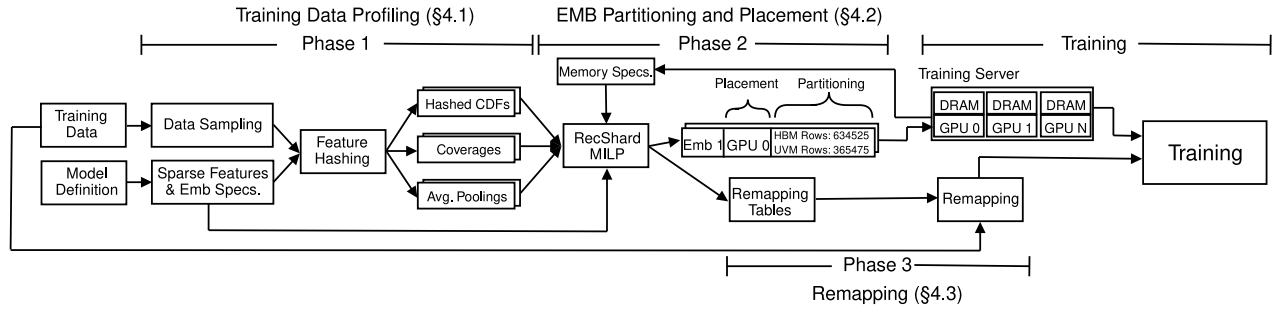 Training Data Profiling (§4.1)
EMB Partitioning and Placement (§4.2)
Phase 1
Phase 2
Training
Memory Specs.
Placement
Partitioning
Training Server
Training
Data
Data Sampling
Model
Definition
Sparse Features
& Emb Specs.
Feature
Hashing
Hashed CDFs
Coverages
Avg. Poolings
RecShard
MILP
Emb 1
GPU 0
HBM Rows: 634525
UVM Rows: 365475
DRAM
DRAM
DRAM
GPU 0
GPU 1
GPU N
Training
Remapping
Tables
Remapping
Phase 3
Remapping (§4.3)